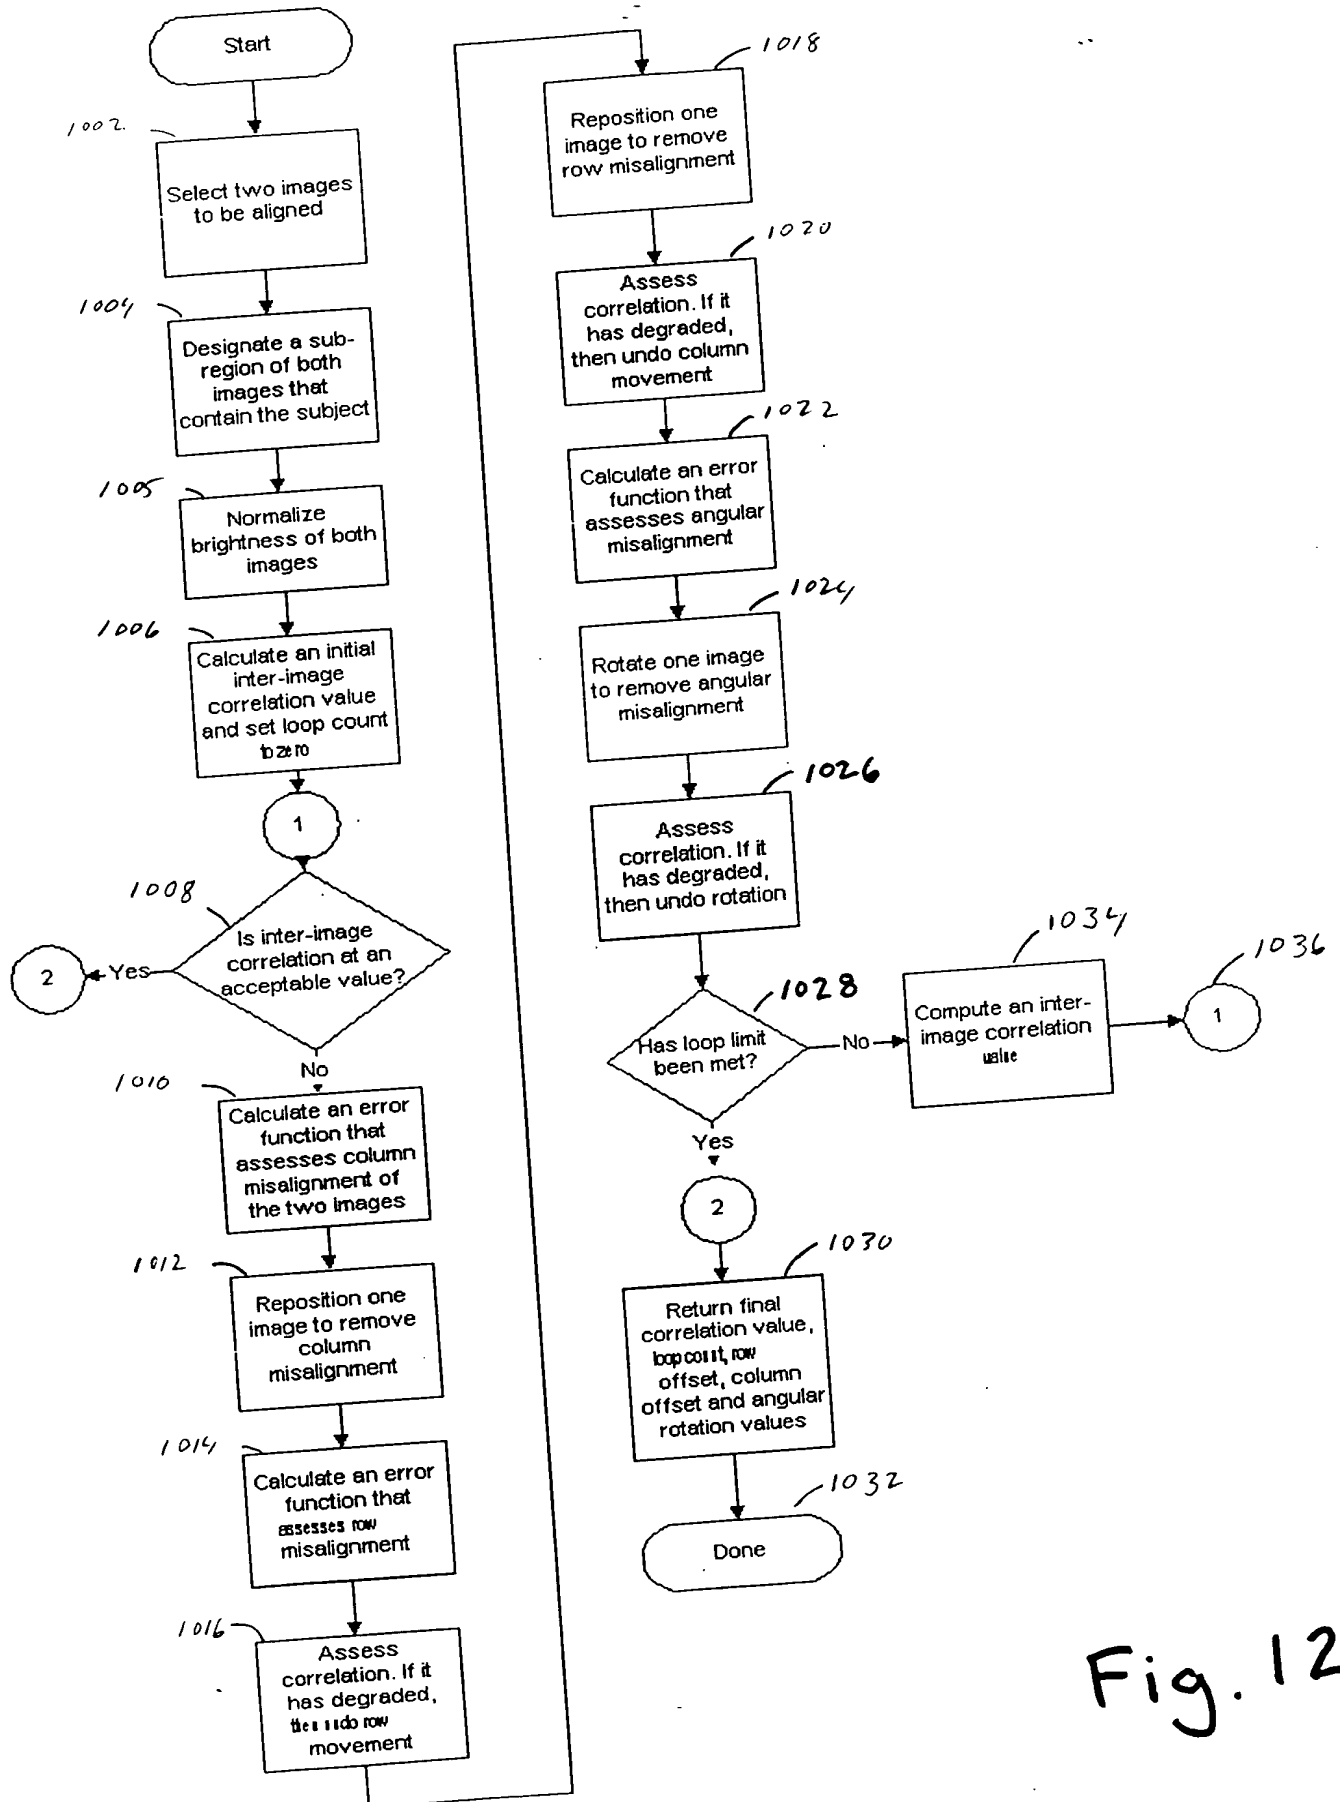 Start
1002
Select two images
to be aligned
1004
Designate a sub-
region of both
images that
contain the subject
1005
Normalize
brightness of both
images
1006
Calculate an initial
inter-image
correlation value
and set loop count
to zero
1
1008
Is inter-image
correlation at an
acceptable value?
Yes
2
No
1010
Calculate an error
function that
assesses column
misalignment of
the two images
1012
Reposition one
image to remove
column
misalignment
1014
Calculate an error
function that
assesses row
misalignment
1016
Assess
correlation. If it
has degraded,
then undo row
movement
1018
Reposition one
image to remove
row misalignment
1020
Assess
correlation. If it
has degraded,
then undo column
movement
1022
Calculate an error
function that
assesses angular
misalignment
1024
Rotate one image
to remove angular
misalignment
1026
Assess
correlation. If it
has degraded,
then undo rotation
1028
Has loop limit
been met?
No
1034
Compute an inter-
image correlation
value
1036
1
Yes
2
1030
Return final
correlation value,
loop count, row
offset, column
offset and angular
rotation values
1032
Done
Fig. 12